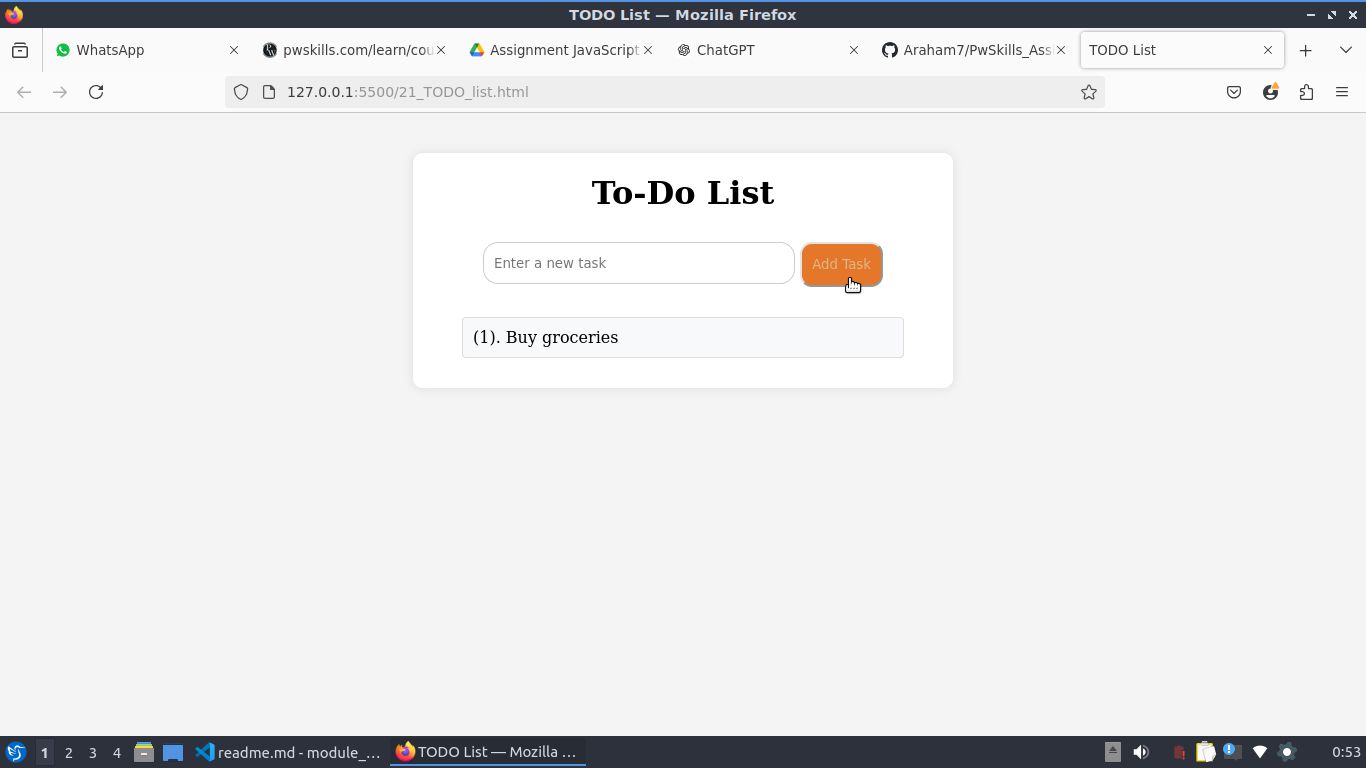 TODO List — Mozilla Firefox
WhatsApp
pwskills.com/learn/cou
Assignment JavaScript
ChatGPT
Araham7/PwSkills_Ass
TODO List
127.0.0.1:5500/21_TODO_list.html
To-Do List
Enter a new task
Add Task
(1). Buy groceries
1
2
3
4
readme.md - module_...
TODO List — Mozilla ...
0:53